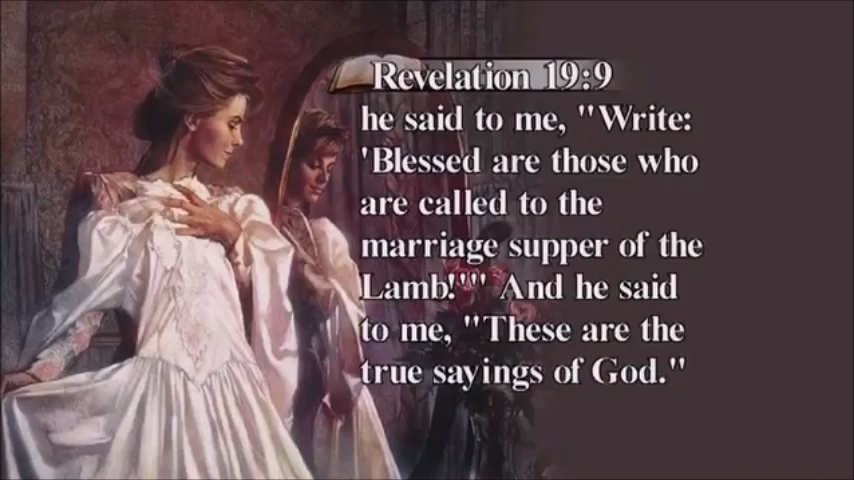 Revelation 19:9
he said to me, "Write:
'Blessed are those who
are called to the
marriage supper of the
Lamb!'" And he said
to me, "These are the
true sayings of God."